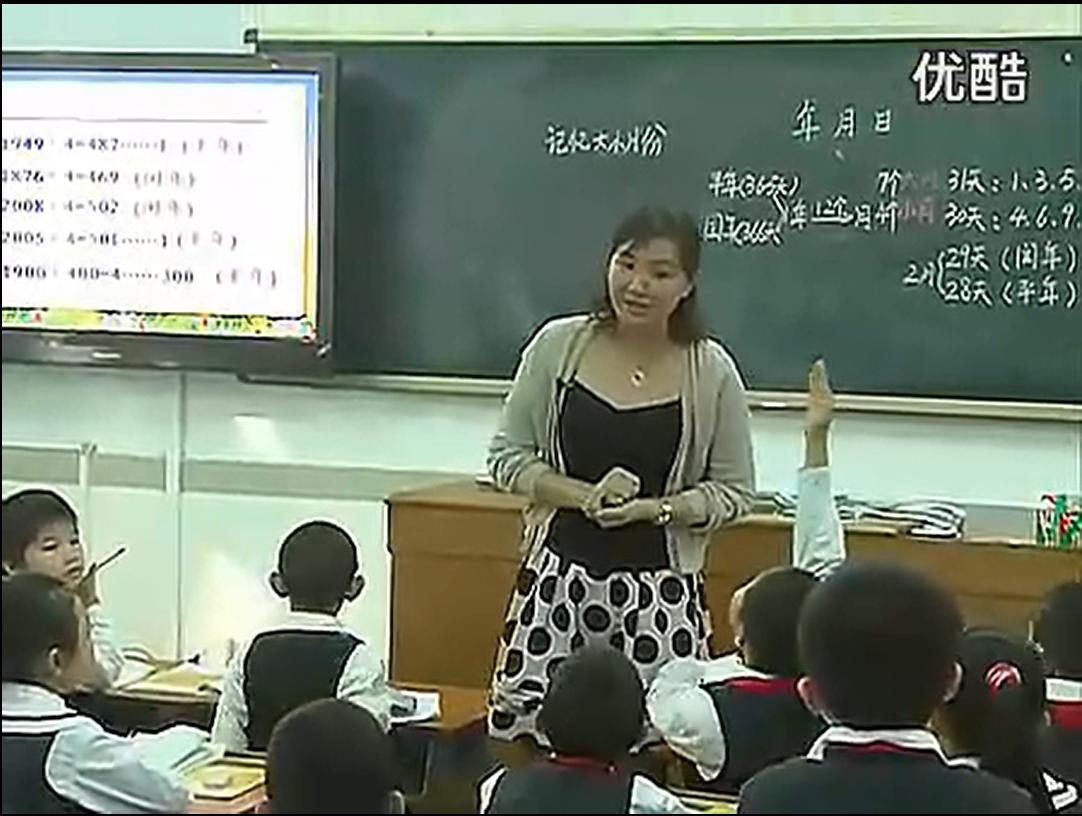 优酷
年 月 日
记忆大小月份
平年(365天)
闰年(366天)
1年 12个月
7个大月 31天：1.3.5.
小月 30天：4.6.9.
2月
29天（闰年）
28天（平年）
1949÷4=487……1（平年）
1876÷4=469（闰年）
2008÷4=502（闰年）
2005÷4=501……1（平年）
1900÷400=4……300（平年）